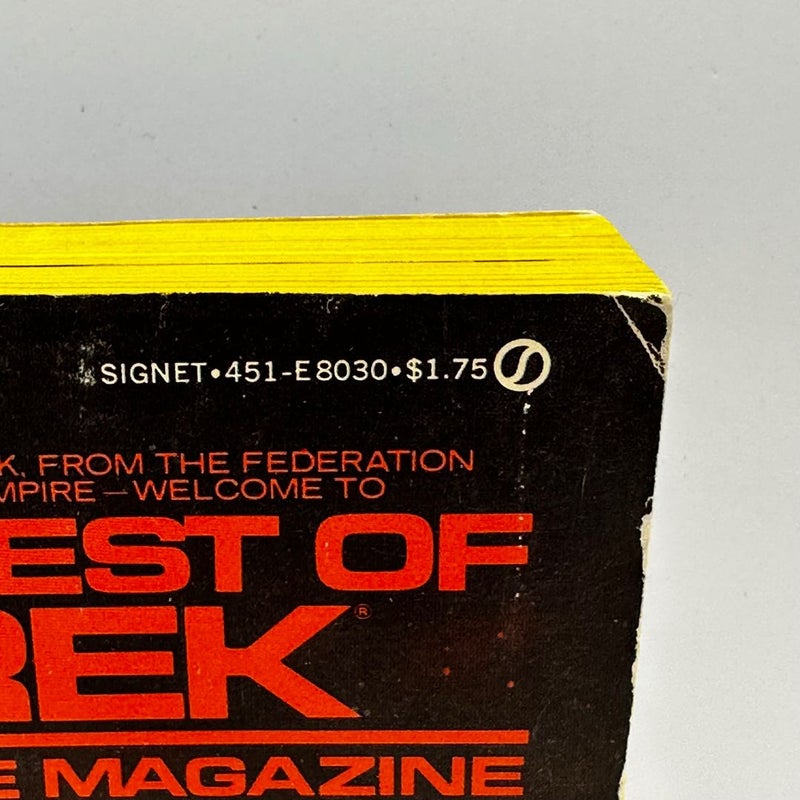 SIGNET•451-E8030•$1.75
K, FROM THE FEDERATION
MPIRE—WELCOME TO
EST OF
REK®
E MAGAZINE